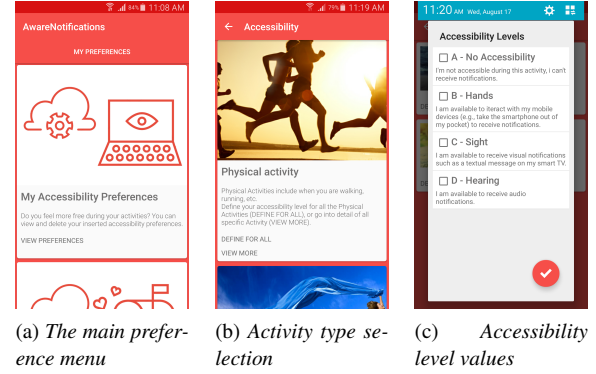 84% 11:08 AM
AwareNotifications
MY PREFERENCES
My Accessibility Preferences
Do you feel more free during your activities? You can
view and delete your inserted accessibility preferences.
VIEW PREFERENCES
(a) The main prefer-
ence menu
79% 11:19 AM
Accessibility
Physical activity
Physical Activities include when you are walking,
running, etc.
Define your accessibility level for all the Physical
Activities (DEFINE FOR ALL), or go into detail of all
specific Activity (VIEW MORE).
DEFINE FOR ALL
VIEW MORE
(b) Activity type se-
lection
11:20 AM Wed, August 17
Accessibility Levels
A - No Accessibility
I'm not accessible during this activity, I can't
receive notifications.
B - Hands
I am available to iteract with my mobile
devices (e.g., take the smartphone out of
my pocket) to receive notifications.
C - Sight
I am available to receive visual notifications
such as a textual message on my smart TV.
D - Hearing
I am available to receive audio
notifications.
(c) Accessibility
level values